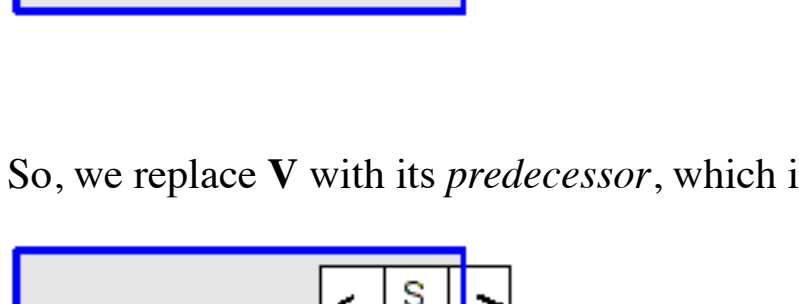 So, we replace V with its predecessor, which i
S